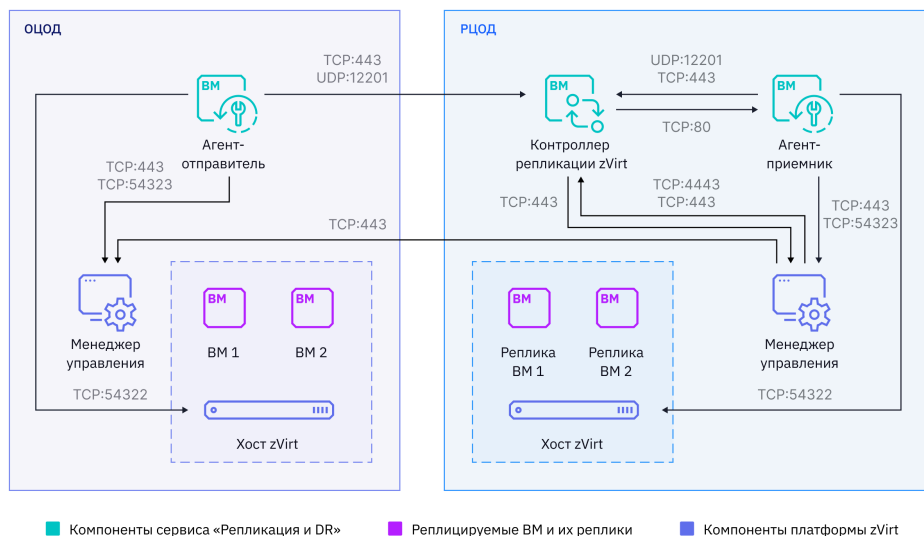 ОЦОД
РЦОД
TCP:443
UDP:12201
UDP:12201
TCP:443
ВМ
ВМ
ВМ
TCP:80
Агент-
отправитель
Контроллер
репликации zVirt
Агент-
приемник
TCP:443
TCP:54323
TCP:443
TCP:4443
TCP:443
TCP:443
TCP:54323
TCP:443
ВМ
ВМ
ВМ
ВМ
Менеджер
управления
ВМ 1
ВМ 2
Реплика
ВМ 1
Реплика
ВМ 2
Менеджер
управления
TCP:54322
TCP:54322
Хост zVirt
Хост zVirt
Компоненты сервиса «Репликация и DR»
Реплицируемые ВМ и их реплики
Компоненты платформы zVirt